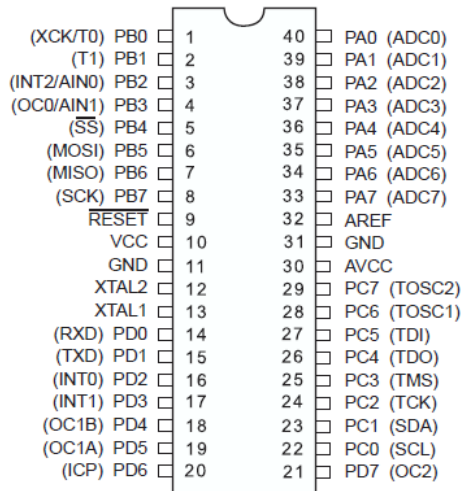 (XCK/T0) PB0 1 40 PA0 (ADC0)
(T1) PB1 2 39 PA1 (ADC1)
(INT2/AIN0) PB2 3 38 PA2 (ADC2)
(OC0/AIN1) PB3 4 37 PA3 (ADC3)
(SS) PB4 5 36 PA4 (ADC4)
(MOSI) PB5 6 35 PA5 (ADC5)
(MISO) PB6 7 34 PA6 (ADC6)
(SCK) PB7 8 33 PA7 (ADC7)
RESET 9 32 AREF
VCC 10 31 GND
GND 11 30 AVCC
XTAL2 12 29 PC7 (TOSC2)
XTAL1 13 28 PC6 (TOSC1)
(RXD) PD0 14 27 PC5 (TDI)
(TXD) PD1 15 26 PC4 (TDO)
(INT0) PD2 16 25 PC3 (TMS)
(INT1) PD3 17 24 PC2 (TCK)
(OC1B) PD4 18 23 PC1 (SDA)
(OC1A) PD5 19 22 PC0 (SCL)
(ICP) PD6 20 21 PD7 (OC2)